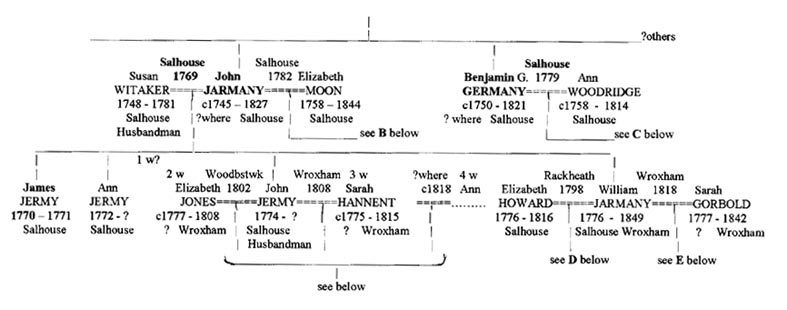 ?others
Salhouse Salhouse Salhouse
Susan 1769 John 1782 Elizabeth Benjamin G. 1779 Ann
WITAKER====JARMANY=====MOON GERMANY====WOODRIDGE
1748 - 1781 c1745 – 1827 1758 – 1844 c1750 - 1821 c1758 - 1814
Salhouse ?where Salhouse Salhouse ? where Salhouse Salhouse
Husbandman see B below see C below
1 w?
2 w Woodbstwk Wroxham 3 w ?where 4 w Rackheath Wroxham
James Ann Elizabeth 1802 John 1808 Sarah c1818 Ann Elizabeth 1798 William 1818 Sarah
JERMY JERMY JONES=====JERMY=====HANNENT =====......... HOWARD=====JARMANY=====GORBOLD
1770 – 1771 1772 - ? c1777 - 1808 1774 - ? c1775 - 1815 1776 - 1816 1776 - 1849 1777 - 1842
Salhouse Salhouse ? Wroxham Salhouse ? Wroxham Salhouse Salhouse Wroxham ? Wroxham
Husbandman
see D below see E below
see below